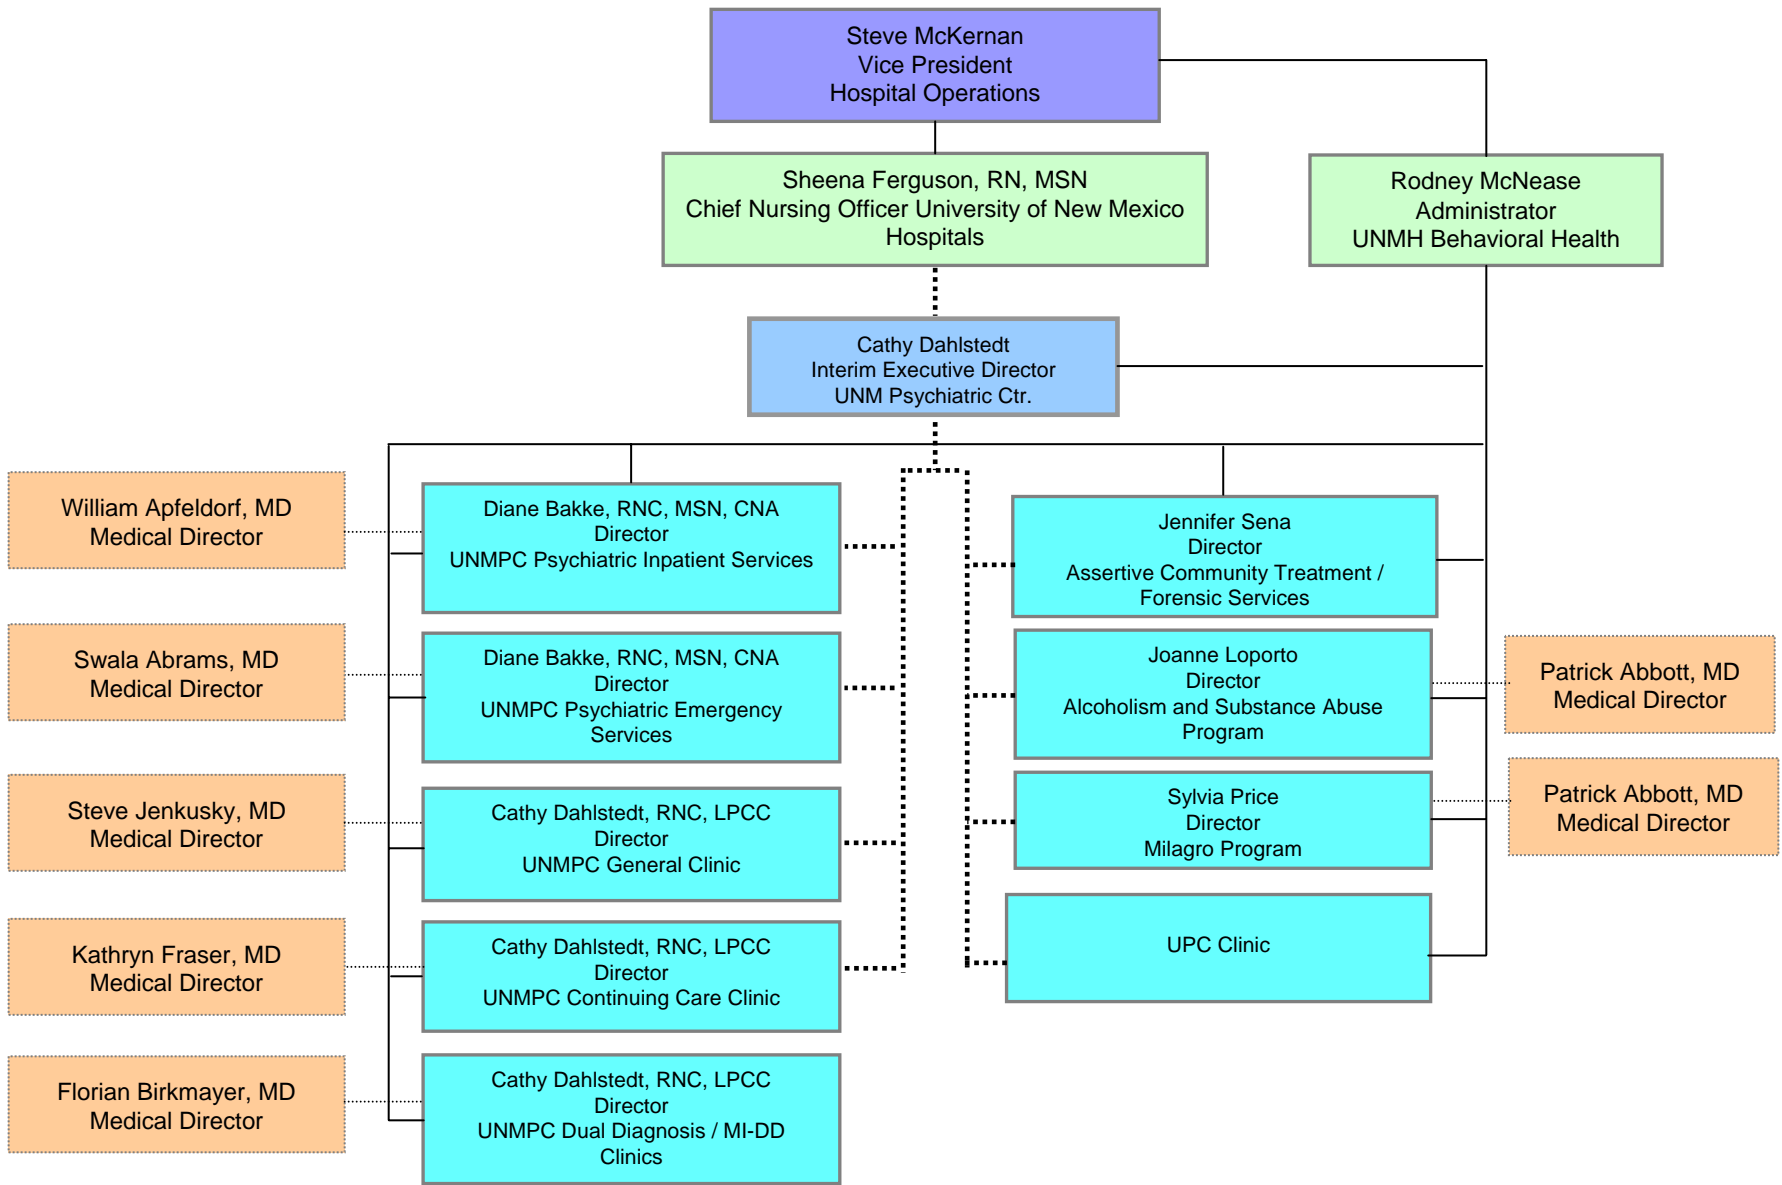 Steve McKernan
Vice President
Hospital Operations
Sheena Ferguson, RN, MSN
Chief Nursing Officer University of New Mexico
Hospitals
Rodney McNease
Administrator
UNMH Behavioral Health
Cathy Dahlstedt
Interim Executive Director
UNM Psychiatric Ctr.
William Apfeldorf, MD
Medical Director
Diane Bakke, RNC, MSN, CNA
Director
UNMPC Psychiatric Inpatient Services
Jennifer Sena
Director
Assertive Community Treatment /
Forensic Services
Swala Abrams, MD
Medical Director
Diane Bakke, RNC, MSN, CNA
Director
UNMPC Psychiatric Emergency
Services
Joanne Loporto
Director
Alcoholism and Substance Abuse
Program
Patrick Abbott, MD
Medical Director
Steve Jenkusky, MD
Medical Director
Cathy Dahlstedt, RNC, LPCC
Director
UNMPC General Clinic
Sylvia Price
Director
Milagro Program
Patrick Abbott, MD
Medical Director
Kathryn Fraser, MD
Medical Director
Cathy Dahlstedt, RNC, LPCC
Director
UNMPC Continuing Care Clinic
UPC Clinic
Florian Birkmayer, MD
Medical Director
Cathy Dahlstedt, RNC, LPCC
Director
UNMPC Dual Diagnosis / MI-DD
Clinics